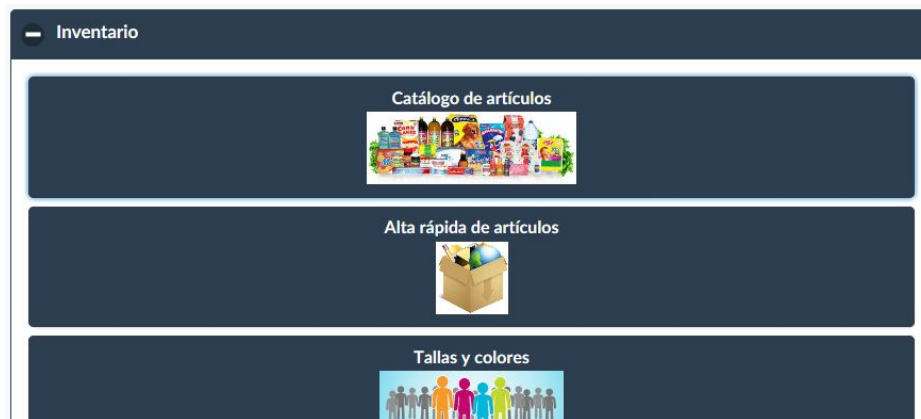 Inventario
Catálogo de artículos
Alta rápida de artículos
Tallas y colores